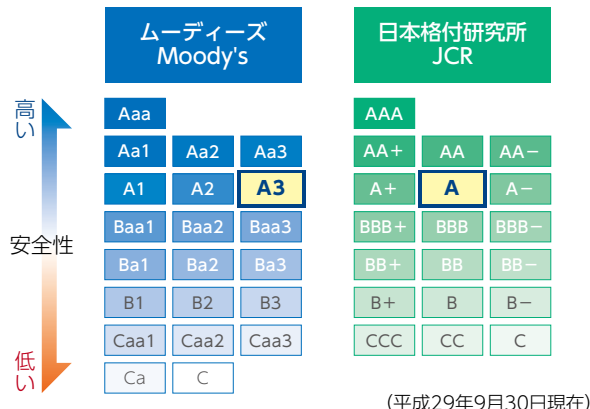 ムーディーズ
Moody's
日本格付研究所
JCR
高い
安全性
低い
Aaa
Aa1 Aa2 Aa3
A1 A2 A3
Baa1 Baa2 Baa3
Ba1 Ba2 Ba3
B1 B2 B3
Caa1 Caa2 Caa3
Ca C
AAA
AA+ AA AA−
A+ A A−
BBB+ BBB BBB−
BB+ BB BB−
B+ B B−
CCC CC C
(平成29年9月30日現在)